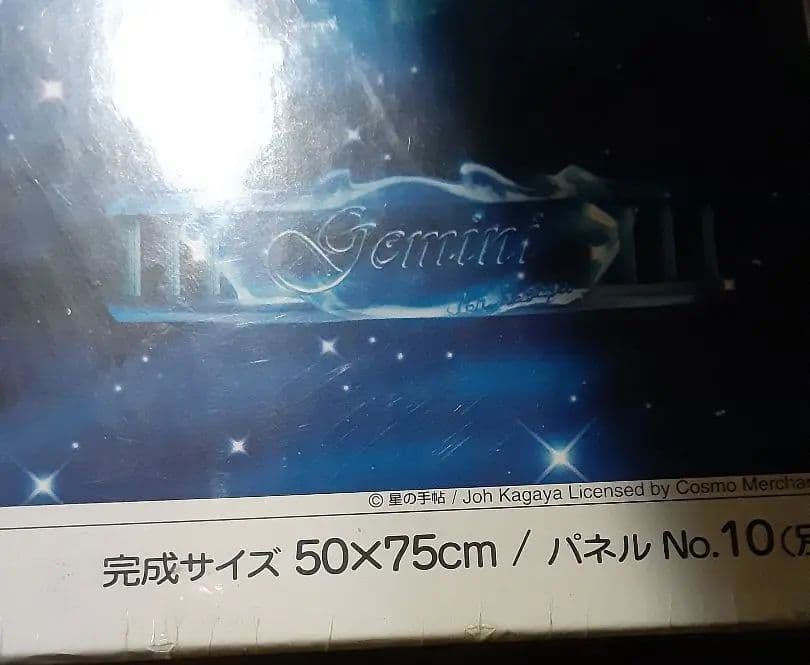 Gemini
© 星の手帖 / Joh Kagaya Licensed by Cosmo Merchan
完成サイズ 50×75cm / パネル No.10(別